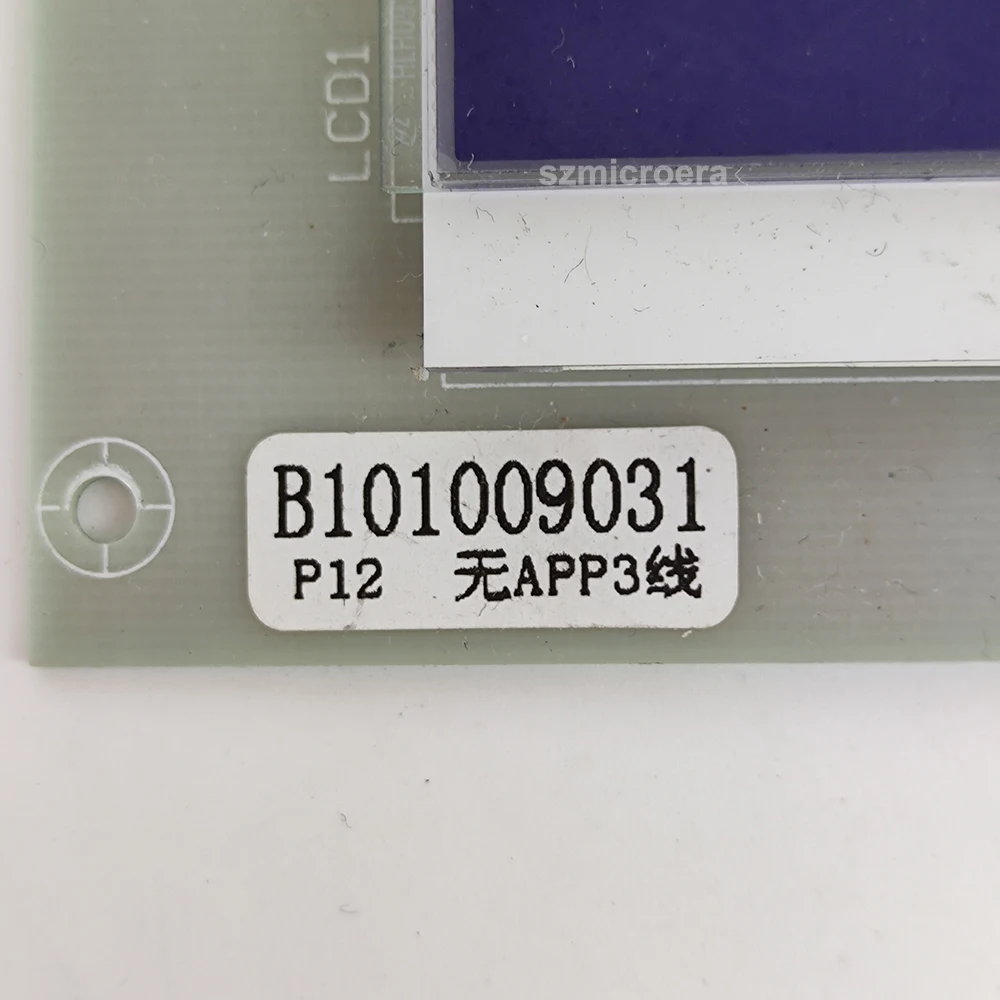 LCD1
szmicroera
B101009031
P12 无APP3线